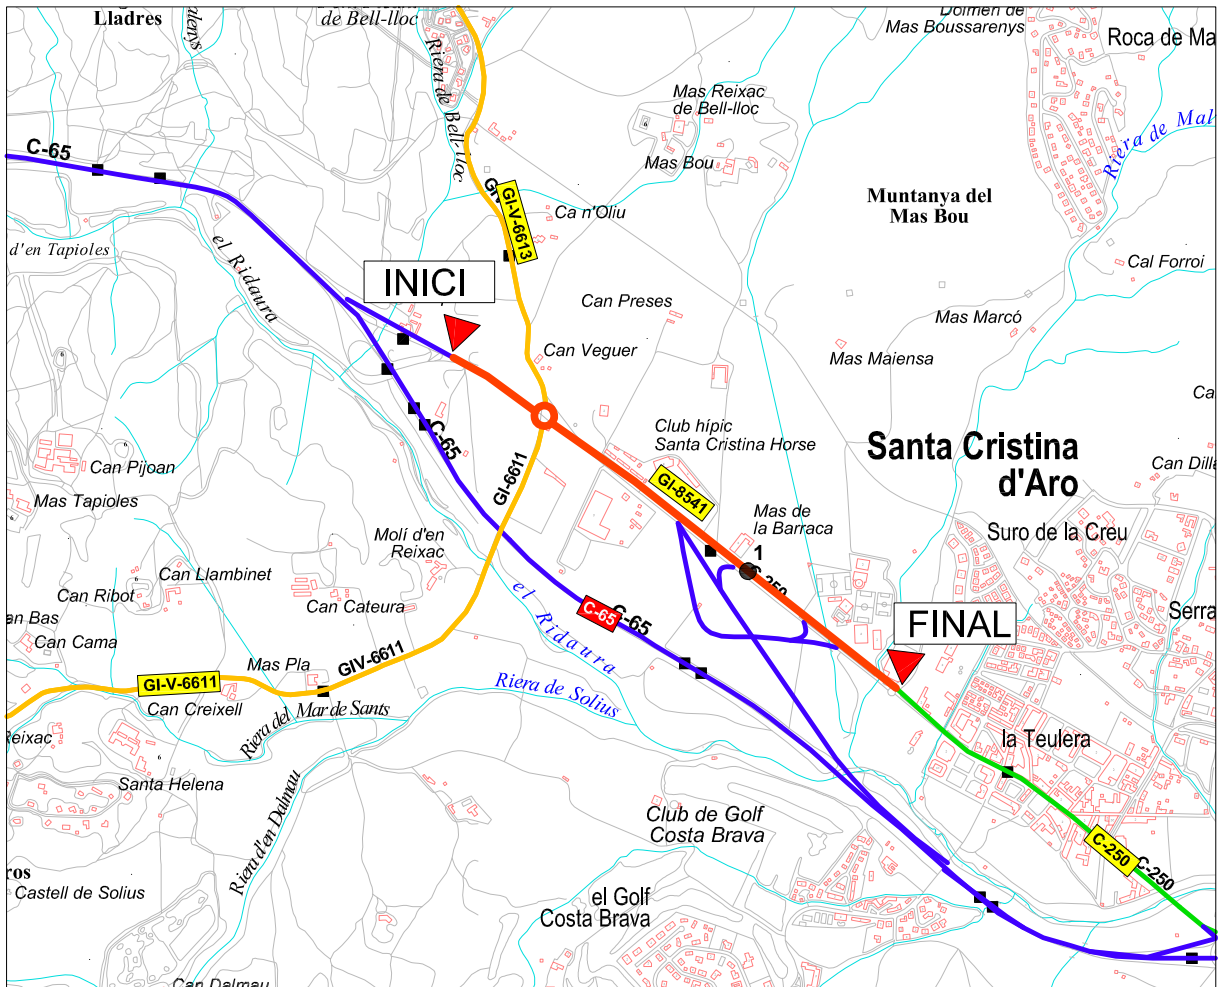 Lladres
de Bell-lloc
Dolmen de
Mas Boussarenys
Roca de Ma
Riera de
Bell-lloc
Mas Reixac
de Bell-lloc
Riera de Mal
C-65
Mas Bou
GI-V-6613
Muntanya del
Mas Bou
Ca n'Oliu
d'en Tapioles
el Ridaura
Cal Forroi
INICI
Can Preses
Mas Marcó
Can Veguer
Mas Maiensa
Club hípic
Santa Cristina Horse
Santa Cristina
d'Aro
C-65
Can Pijoan
GI-6611
GI-8541
Mas Tapioles
Mas de
la Barraca
Suro de la Creu
Molí d'en
Reixac
1
Can Llambinet
Can Ribot
Can Cateura
el Ridaura
C-65
C-65
FINAL
Serra
an Bas
Can Cama
GIV-6611
Mas Pla
GI-V-6611
Riera de Solius
Can Creixell
Riera del Mar de Sants
Reixac
la Teulera
Santa Helena
Riera d'en Dalmau
Club de Golf
Costa Brava
C-250
C-250
ros
Castell de Solius
el Golf
Costa Brava
Can Dalmau